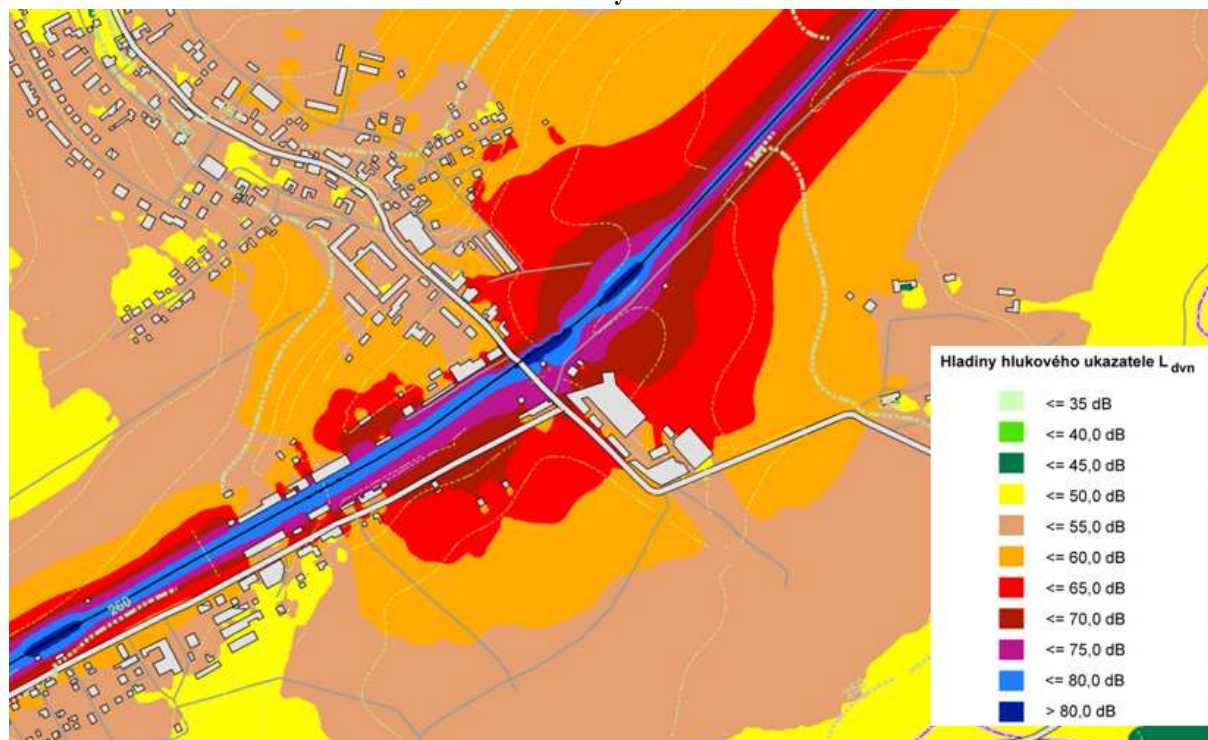 260
Hladiny hlukového ukazatele L dvn
<= 35 dB
<= 40,0 dB
<= 45,0 dB
<= 50,0 dB
<= 55,0 dB
<= 60,0 dB
<= 65,0 dB
<= 70,0 dB
<= 75,0 dB
<= 80,0 dB
> 80,0 dB